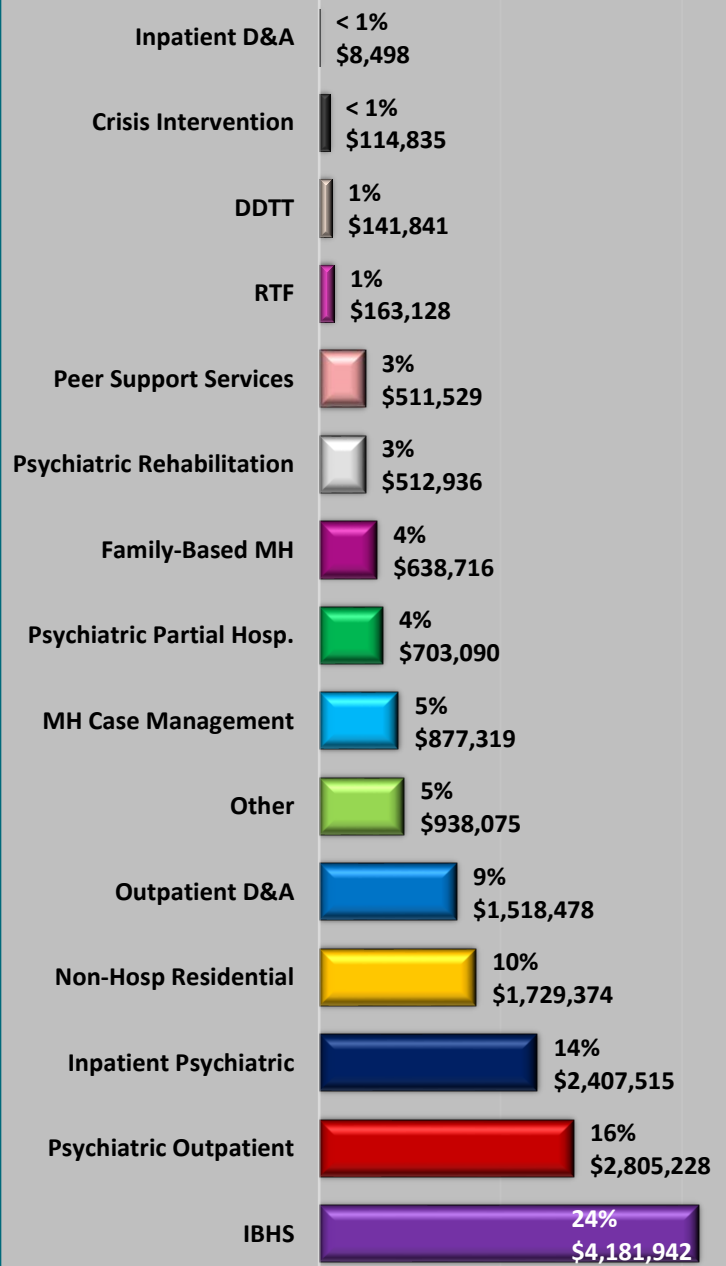 Inpatient D&A
< 1%
$8,498
Crisis Intervention
< 1%
$114,835
DDTT
1%
$141,841
RTF
1%
$163,128
Peer Support Services
3%
$511,529
Psychiatric Rehabilitation
3%
$512,936
Family-Based MH
4%
$638,716
Psychiatric Partial Hosp.
4%
$703,090
MH Case Management
5%
$877,319
Other
5%
$938,075
Outpatient D&A
9%
$1,518,478
Non-Hosp Residential
10%
$1,729,374
Inpatient Psychiatric
14%
$2,407,515
Psychiatric Outpatient
16%
$2,805,228
IBHS
24%
$4,181,942